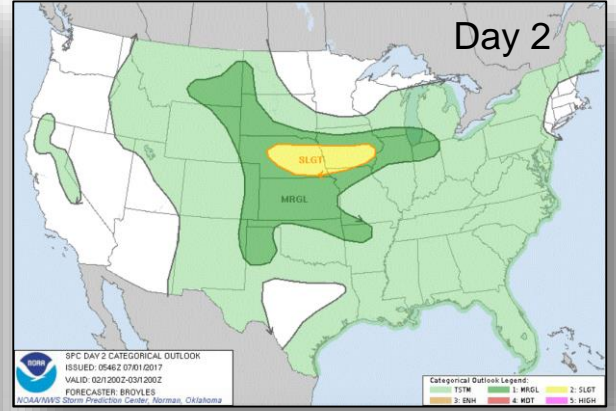 Day 2
SLGT
MRGL
NOAA
SPC DAY 2 CATEGORICAL OUTLOOK
ISSUED: 0546Z 07/01/2017
VALID: 02/1200Z-03/1200Z
FORECASTER: BROYLES
NOAA/NWS Storm Prediction Center, Norman, Oklahoma
Categorical Outlook Legend:
TSTM 1: MRGL 2: SLGT
3: ENH 4: MDT 5: HIGH